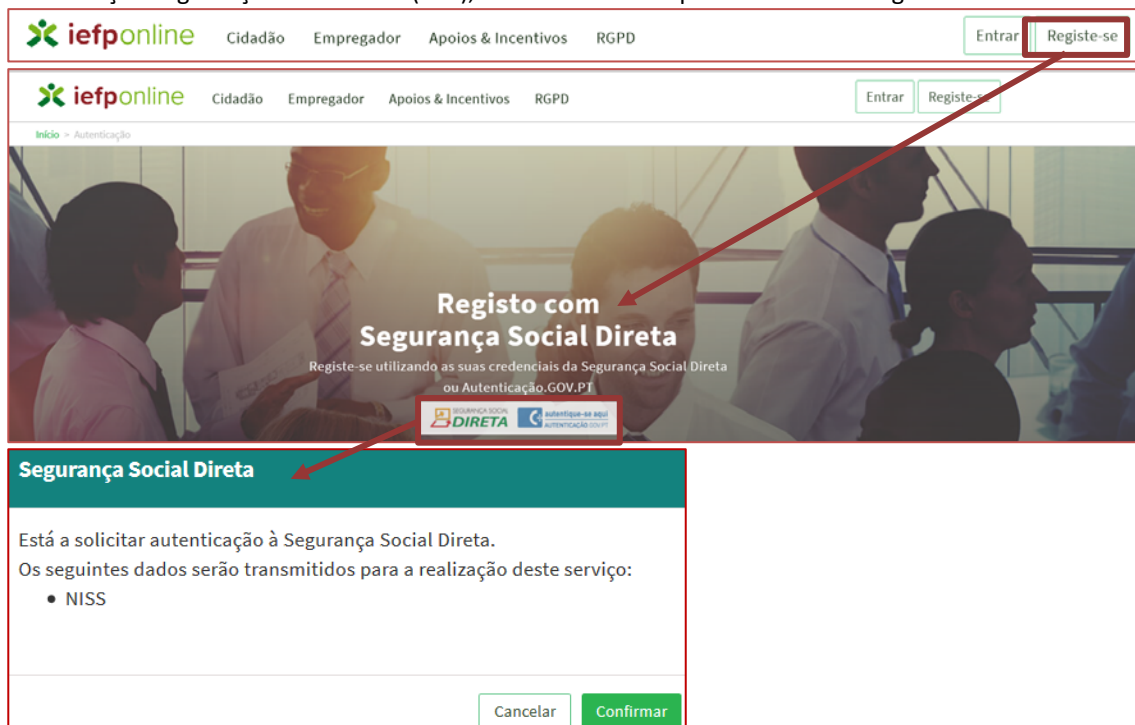 iefponline Cidadão Empregador Apoios & Incentivos RGPD Entrar Registe-se
iefponline Cidadão Empregador Apoios & Incentivos RGPD Entrar Registe-se
Início > Autenticação
Registo com
Segurança Social Direta
Registe-se utilizando as suas credenciais da Segurança Social Direta
ou Autenticação.GOV.PT
SEGURANÇA SOCIAL
DIRETA
autentique-se aqui
AUTENTICAÇÃO.GOV.PT
Segurança Social Direta
Está a solicitar autenticação à Segurança Social Direta.
Os seguintes dados serão transmitidos para a realização deste serviço:
• NISS
Cancelar Confirmar